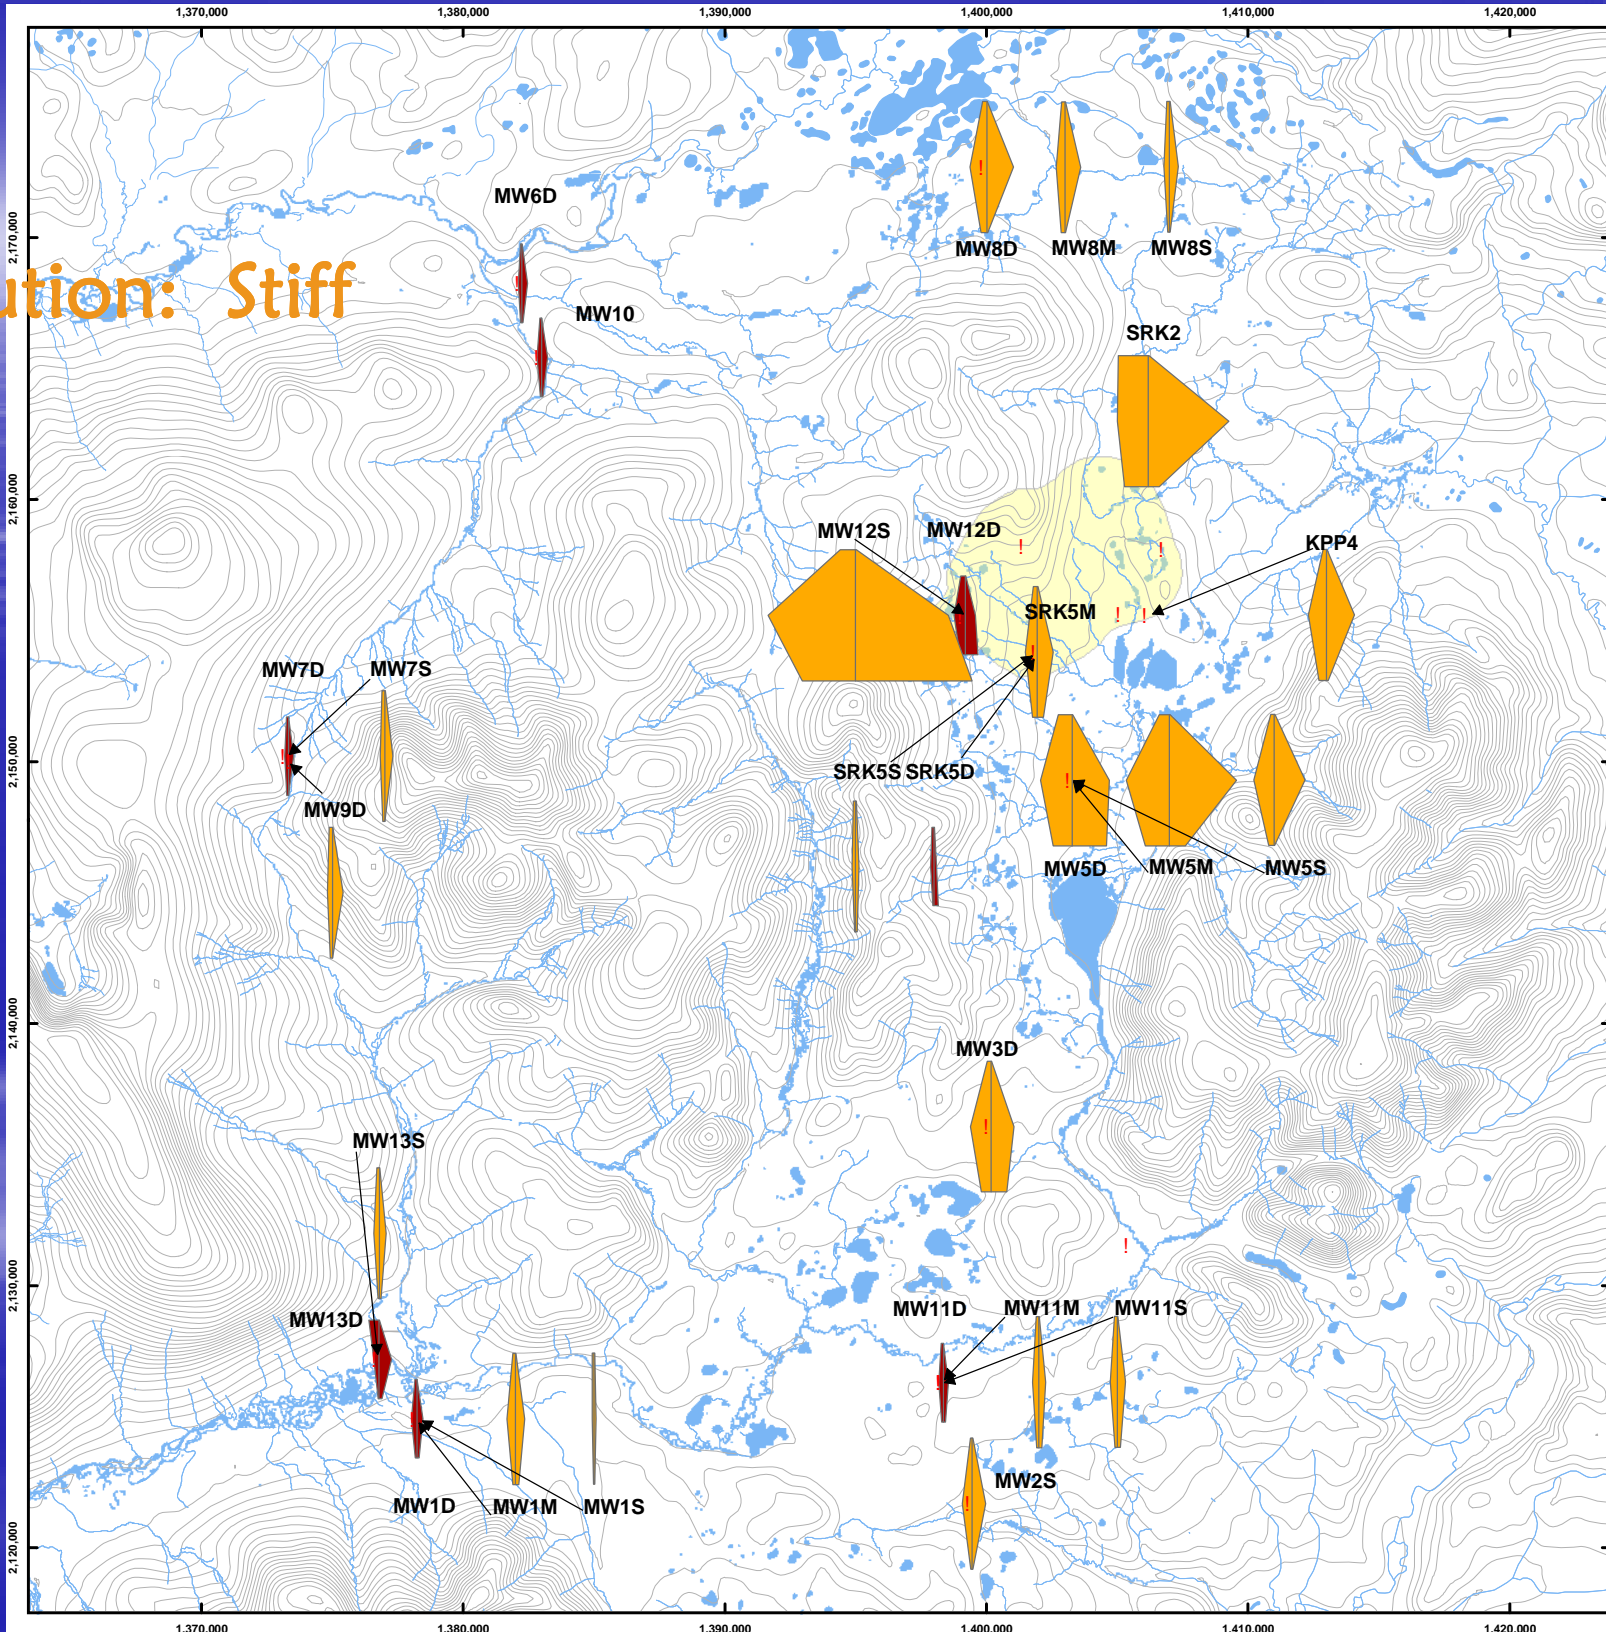 1,370,000 1,380,000 1,390,000 1,400,000 1,410,000 1,420,000
MW6D
2,170,000
MW8D MW8M MW8S
ution: Stiff
MW10
SRK2
2,160,000
MW12S MW12D
KPP4
SRK5M
MW7D MW7S
2,150,000
SRK5S SRK5D
MW9D
MW5D MW5M MW5S
2,140,000
MW3D
MW13S
2,130,000
MW11D MW11M MW11S
MW13D
MW2S
MW1D MW1M MW1S
2,120,000
1,370,000 1,380,000 1,390,000 1,400,000 1,410,000 1,420,000